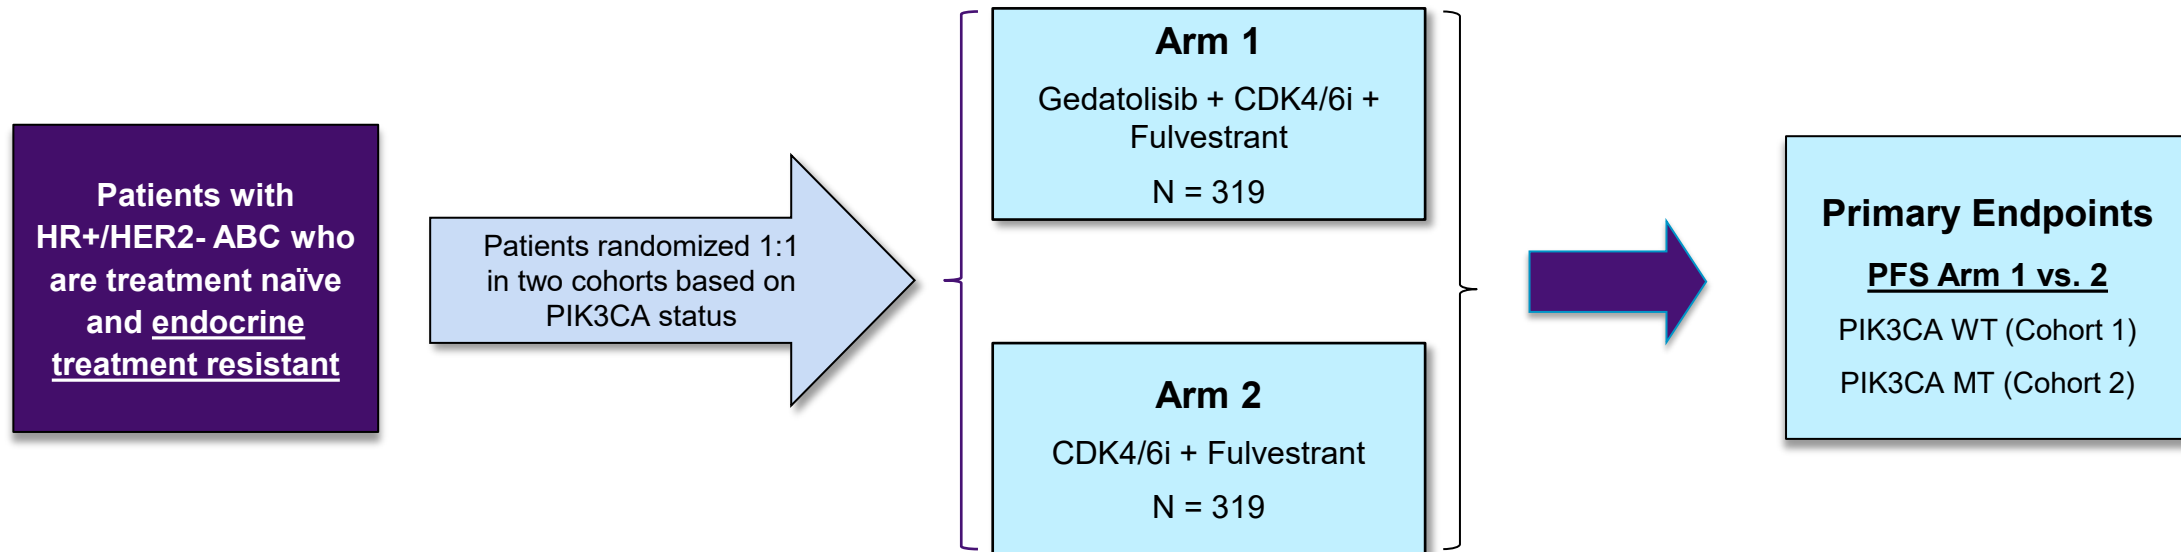 Patients with
HR+/HER2- ABC who
are treatment naïve
and endocrine
treatment resistant
Patients randomized 1:1
in two cohorts based on
PIK3CA status
Arm 1
Gedatolisib + CDK4/6i +
Fulvestrant
N = 319
Arm 2
CDK4/6i + Fulvestrant
N = 319
Primary Endpoints
PFS Arm 1 vs. 2
PIK3CA WT (Cohort 1)
PIK3CA MT (Cohort 2)